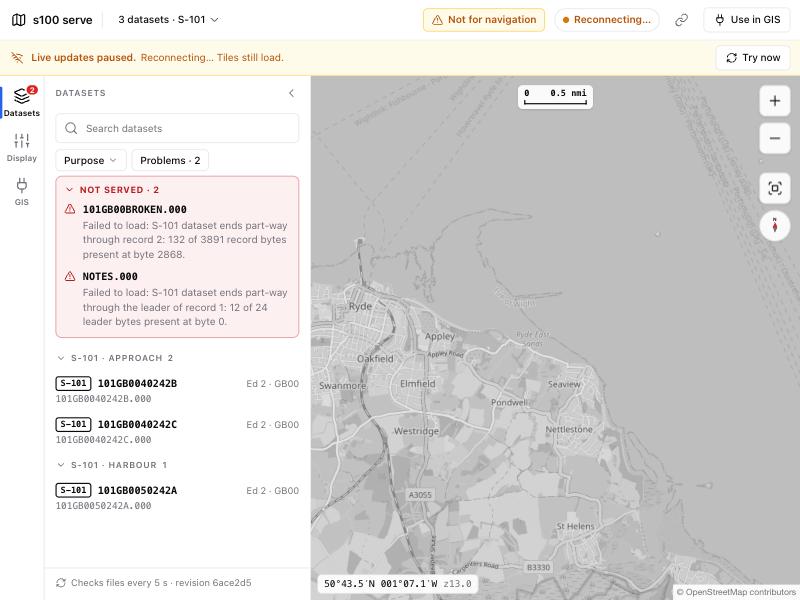 s100 serve
3 datasets · S-101
Not for navigation
Reconnecting...
Use in GIS
Live updates paused. Reconnecting... Tiles still load.
Try now
2
Datasets
Display
GIS
DATASETS
Search datasets
Purpose
Problems · 2
NOT SERVED · 2
101GB00BROKEN.000
Failed to load: S-101 dataset ends part-way
through record 2: 132 of 3891 record bytes
present at byte 2868.
NOTES.000
Failed to load: S-101 dataset ends part-way
through the leader of record 1: 12 of 24
leader bytes present at byte 0.
S-101 · APPROACH 2
S-101 101GB0040242B Ed 2 · GB00
101GB0040242B.000
S-101 101GB0040242C Ed 2 · GB00
101GB0040242C.000
S-101 · HARBOUR 1
S-101 101GB0050242A Ed 2 · GB00
101GB0050242A.000
Checks files every 5 s · revision 6ace2d5
0 0.5 nmi
N
Ryde
Appley
Appley Road
Ryde East
Sands
Oakfield
Swanmore
Elmfield
Seaview
Pondwell
Westridge
Nettlestone
A3055
St Helens
B3330
Carpenters Road
50°43.5′N 001°07.1′W z13.0
© OpenStreetMap contributors